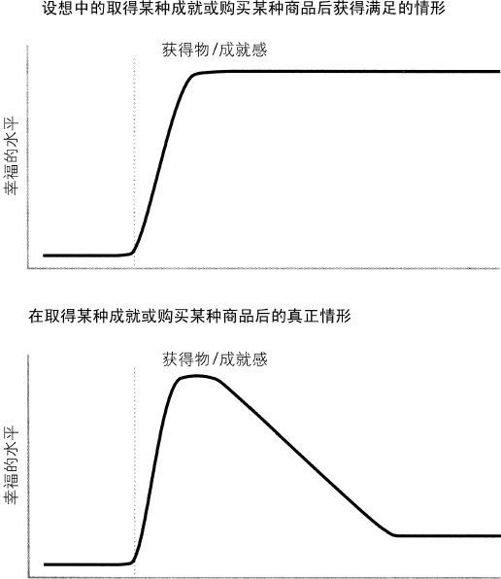 设想中的取得某种成就或购买某种商品后获得满足的情形
获得物/成就感
幸福的水平
在取得某种成就或购买某种商品后的真正情形
获得物/成就感
幸福的水平